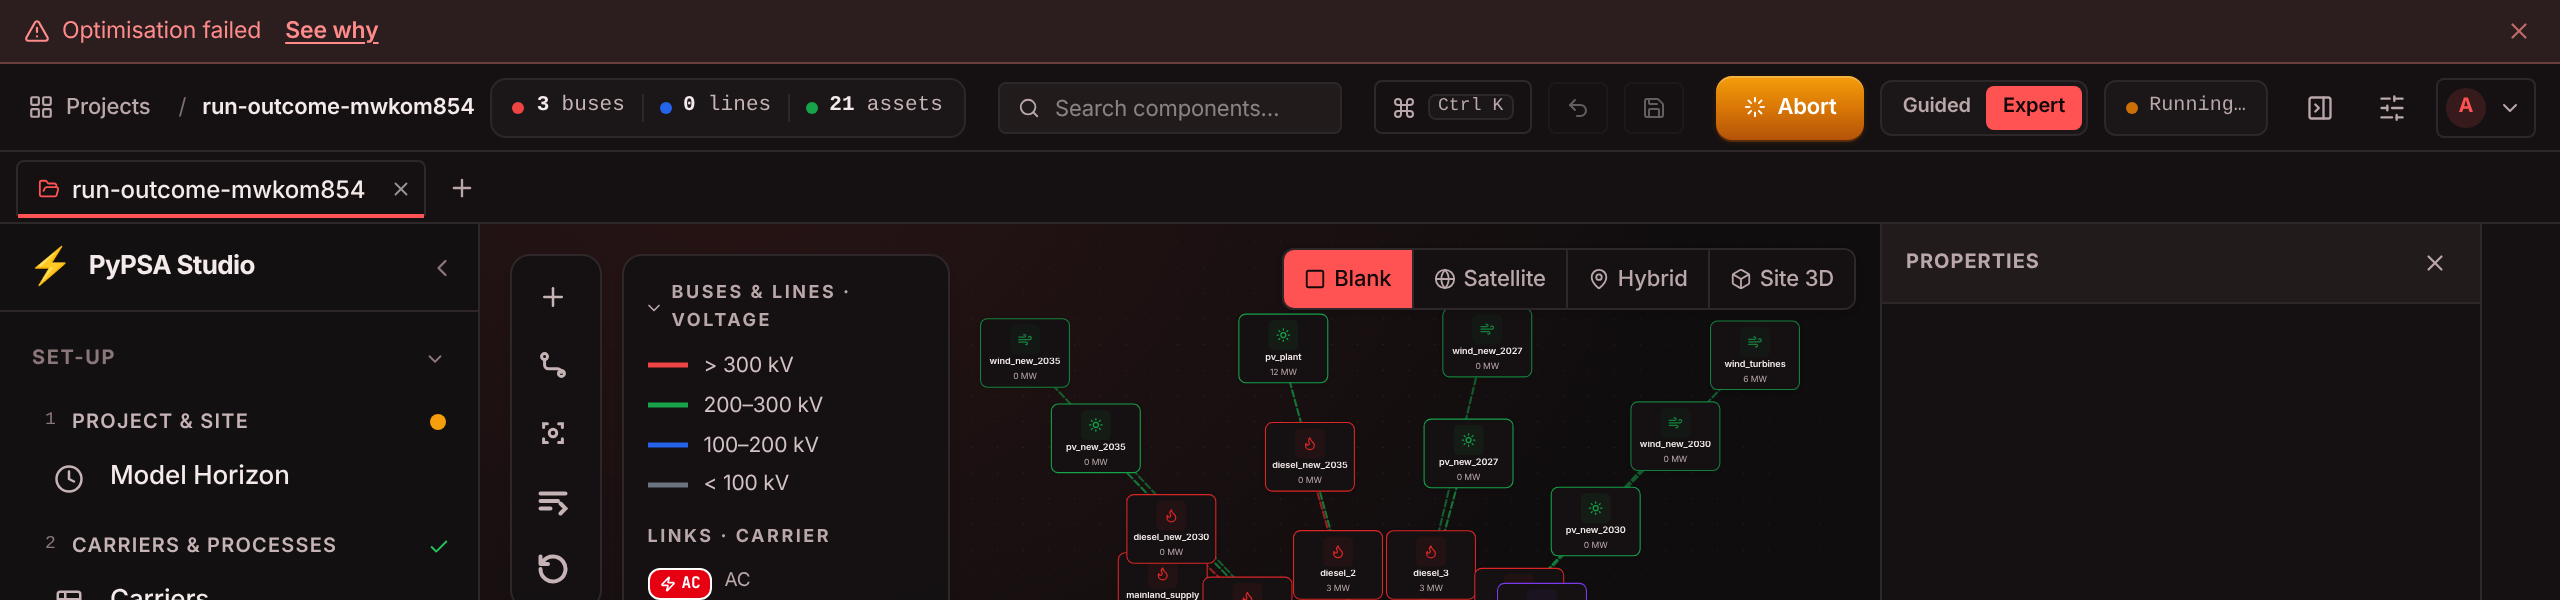 Optimisation failed See why
Projects / run-outcome-mwkom854
3 buses 0 lines 21 assets
Search components...
Ctrl K
Abort
Guided Expert
Running…
A
run-outcome-mwkom854
PyPSA Studio
SET-UP
1 PROJECT & SITE
Model Horizon
2 CARRIERS & PROCESSES
Carriers
BUSES & LINES ·
VOLTAGE
> 300 kV
200–300 kV
100–200 kV
< 100 kV
LINKS · CARRIER
AC AC
Blank Satellite Hybrid Site 3D
wind_new_2035
0 MW
pv_plant
12 MW
wind_new_2027
0 MW
wind_turbines
6 MW
pv_new_2035
0 MW
diesel_new_2035
0 MW
pv_new_2027
0 MW
wind_new_2030
0 MW
diesel_new_2030
0 MW
pv_new_2030
0 MW
diesel_2
3 MW
diesel_3
3 MW
mainland_supply
PROPERTIES